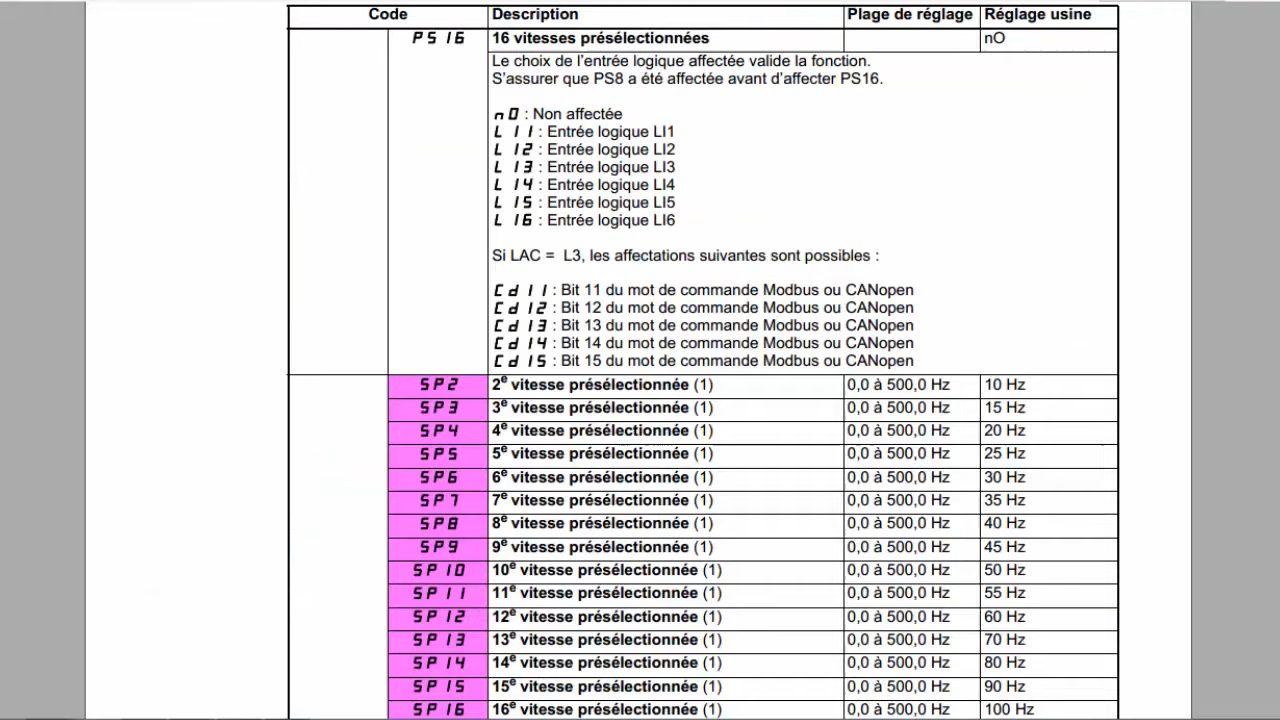 Code Description Plage de réglage Réglage usine
PS16 16 vitesses présélectionnées nO
Le choix de l'entrée logique affectée valide la fonction.
S'assurer que PS8 a été affectée avant d'affecter PS16.
nO : Non affectée
LI1 : Entrée logique LI1
LI2 : Entrée logique LI2
LI3 : Entrée logique LI3
LI4 : Entrée logique LI4
LI5 : Entrée logique LI5
LI6 : Entrée logique LI6
Si LAC = L3, les affectations suivantes sont possibles :
Cd11 : Bit 11 du mot de commande Modbus ou CANopen
Cd12 : Bit 12 du mot de commande Modbus ou CANopen
Cd13 : Bit 13 du mot de commande Modbus ou CANopen
Cd14 : Bit 14 du mot de commande Modbus ou CANopen
Cd15 : Bit 15 du mot de commande Modbus ou CANopen
SP2 2e vitesse présélectionnée (1) 0,0 à 500,0 Hz 10 Hz
SP3 3e vitesse présélectionnée (1) 0,0 à 500,0 Hz 15 Hz
SP4 4e vitesse présélectionnée (1) 0,0 à 500,0 Hz 20 Hz
SP5 5e vitesse présélectionnée (1) 0,0 à 500,0 Hz 25 Hz
SP6 6e vitesse présélectionnée (1) 0,0 à 500,0 Hz 30 Hz
SP7 7e vitesse présélectionnée (1) 0,0 à 500,0 Hz 35 Hz
SP8 8e vitesse présélectionnée (1) 0,0 à 500,0 Hz 40 Hz
SP9 9e vitesse présélectionnée (1) 0,0 à 500,0 Hz 45 Hz
SP10 10e vitesse présélectionnée (1) 0,0 à 500,0 Hz 50 Hz
SP11 11e vitesse présélectionnée (1) 0,0 à 500,0 Hz 55 Hz
SP12 12e vitesse présélectionnée (1) 0,0 à 500,0 Hz 60 Hz
SP13 13e vitesse présélectionnée (1) 0,0 à 500,0 Hz 70 Hz
SP14 14e vitesse présélectionnée (1) 0,0 à 500,0 Hz 80 Hz
SP15 15e vitesse présélectionnée (1) 0,0 à 500,0 Hz 90 Hz
SP16 16e vitesse présélectionnée (1) 0,0 à 500,0 Hz 100 Hz